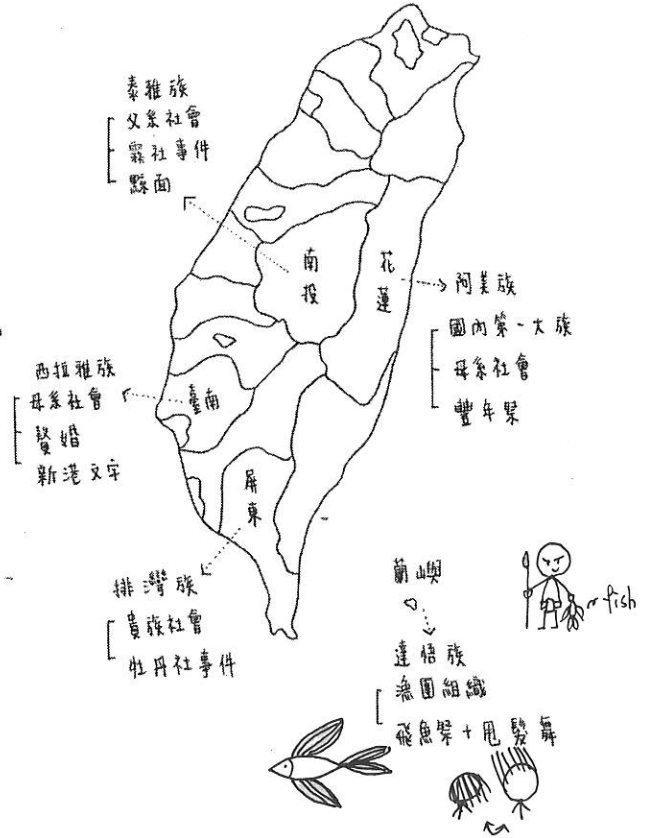 泰雅族
父系社會
霧社事件
黥面
南投
花蓮
阿美族
國內第一大族
母系社會
豐年祭
西拉雅族
母系社會
贅婚
新港文字
臺南
屏東
排灣族
貴族社會
牡丹社事件
蘭嶼
達悟族
漁團組織
飛魚祭+甩髮舞
fish